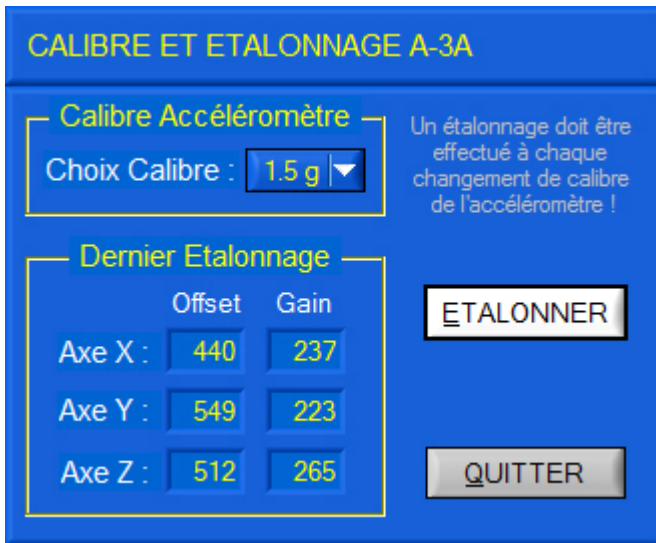 CALIBRE ET ETALONNAGE A-3A
Calibre Accéléromètre
Choix Calibre : 1.5 g
Un étalonnage doit être
effectué à chaque
changement de calibre
de l'accéléromètre !
Dernier Etalonnage
Offset Gain
Axe X : 440 237
Axe Y : 549 223
Axe Z : 512 265
ETALONNER
QUITTER